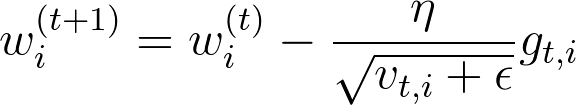 $w_i^{(t+1)} = w_i^{(t)} - \frac{\eta}{\sqrt{v_{t,i} + \epsilon}} g_{t,i}$